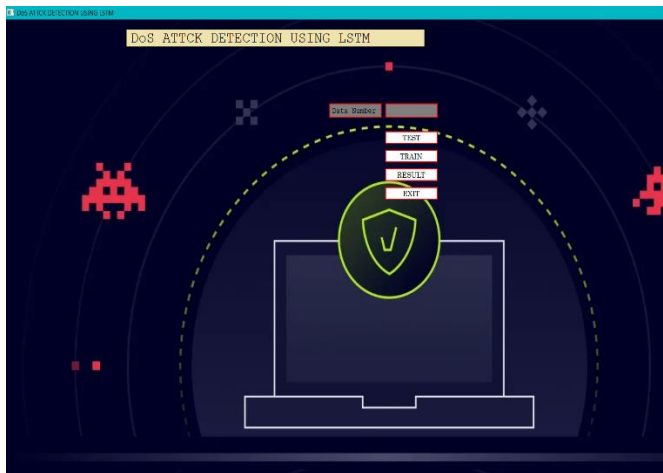 DoS ATTCK DETECTION USING LSTM
DoS ATTCK DETECTION USING LSTM
Data Number
TEST
TRAIN
RESULT
EXIT